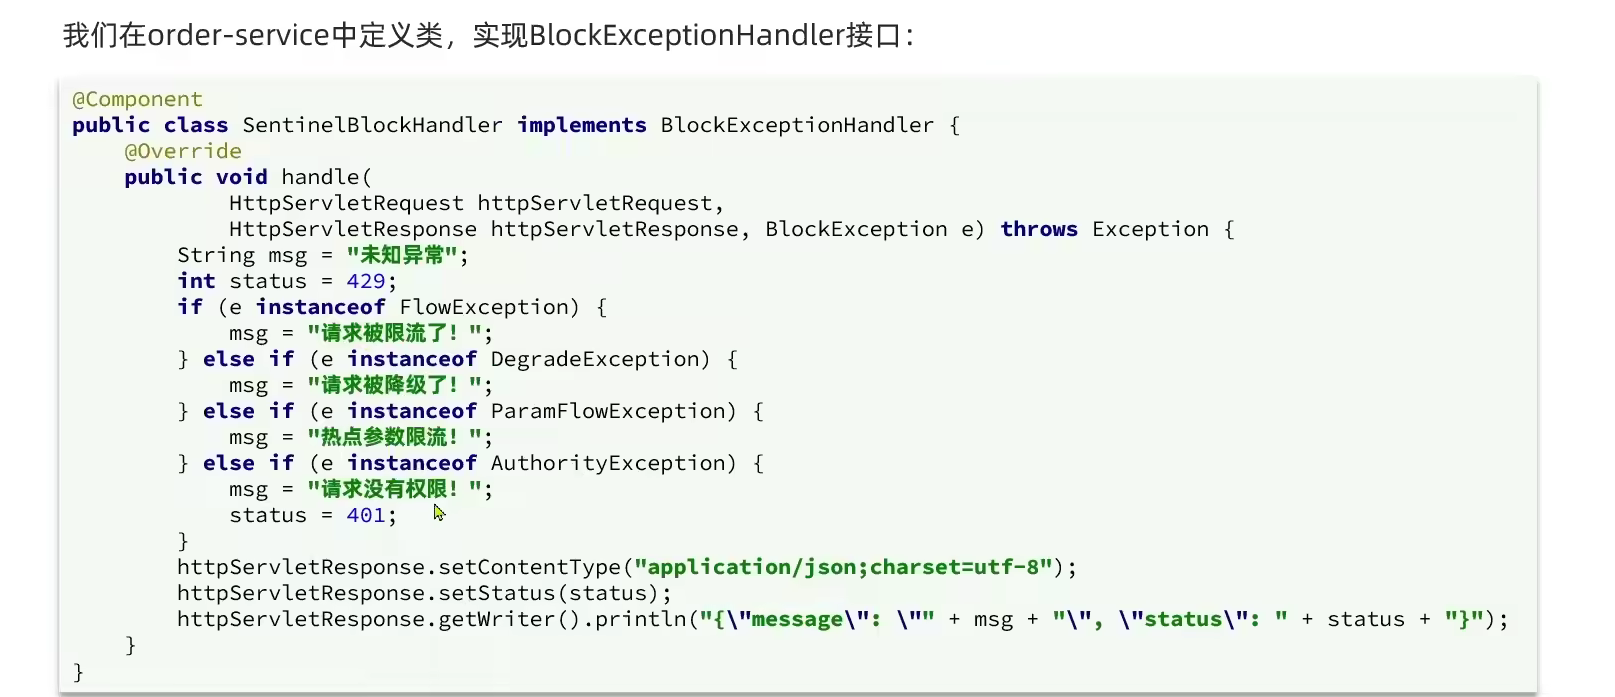 我们在order-service中定义类，实现BlockExceptionHandler接口：
@Component
public class SentinelBlockHandler implements BlockExceptionHandler {
    @Override
    public void handle(
            HttpServletRequest httpServletRequest,
            HttpServletResponse httpServletResponse, BlockException e) throws Exception {
        String msg = "未知异常";
        int status = 429;
        if (e instanceof FlowException) {
            msg = "请求被限流了！";
        } else if (e instanceof DegradeException) {
            msg = "请求被降级了！";
        } else if (e instanceof ParamFlowException) {
            msg = "热点参数限流！";
        } else if (e instanceof AuthorityException) {
            msg = "请求没有权限！";
            status = 401;
        }
        httpServletResponse.setContentType("application/json;charset=utf-8");
        httpServletResponse.setStatus(status);
        httpServletResponse.getWriter().println("{\"message\": \"" + msg + "\", \"status\": " + status + "}");
    }
}